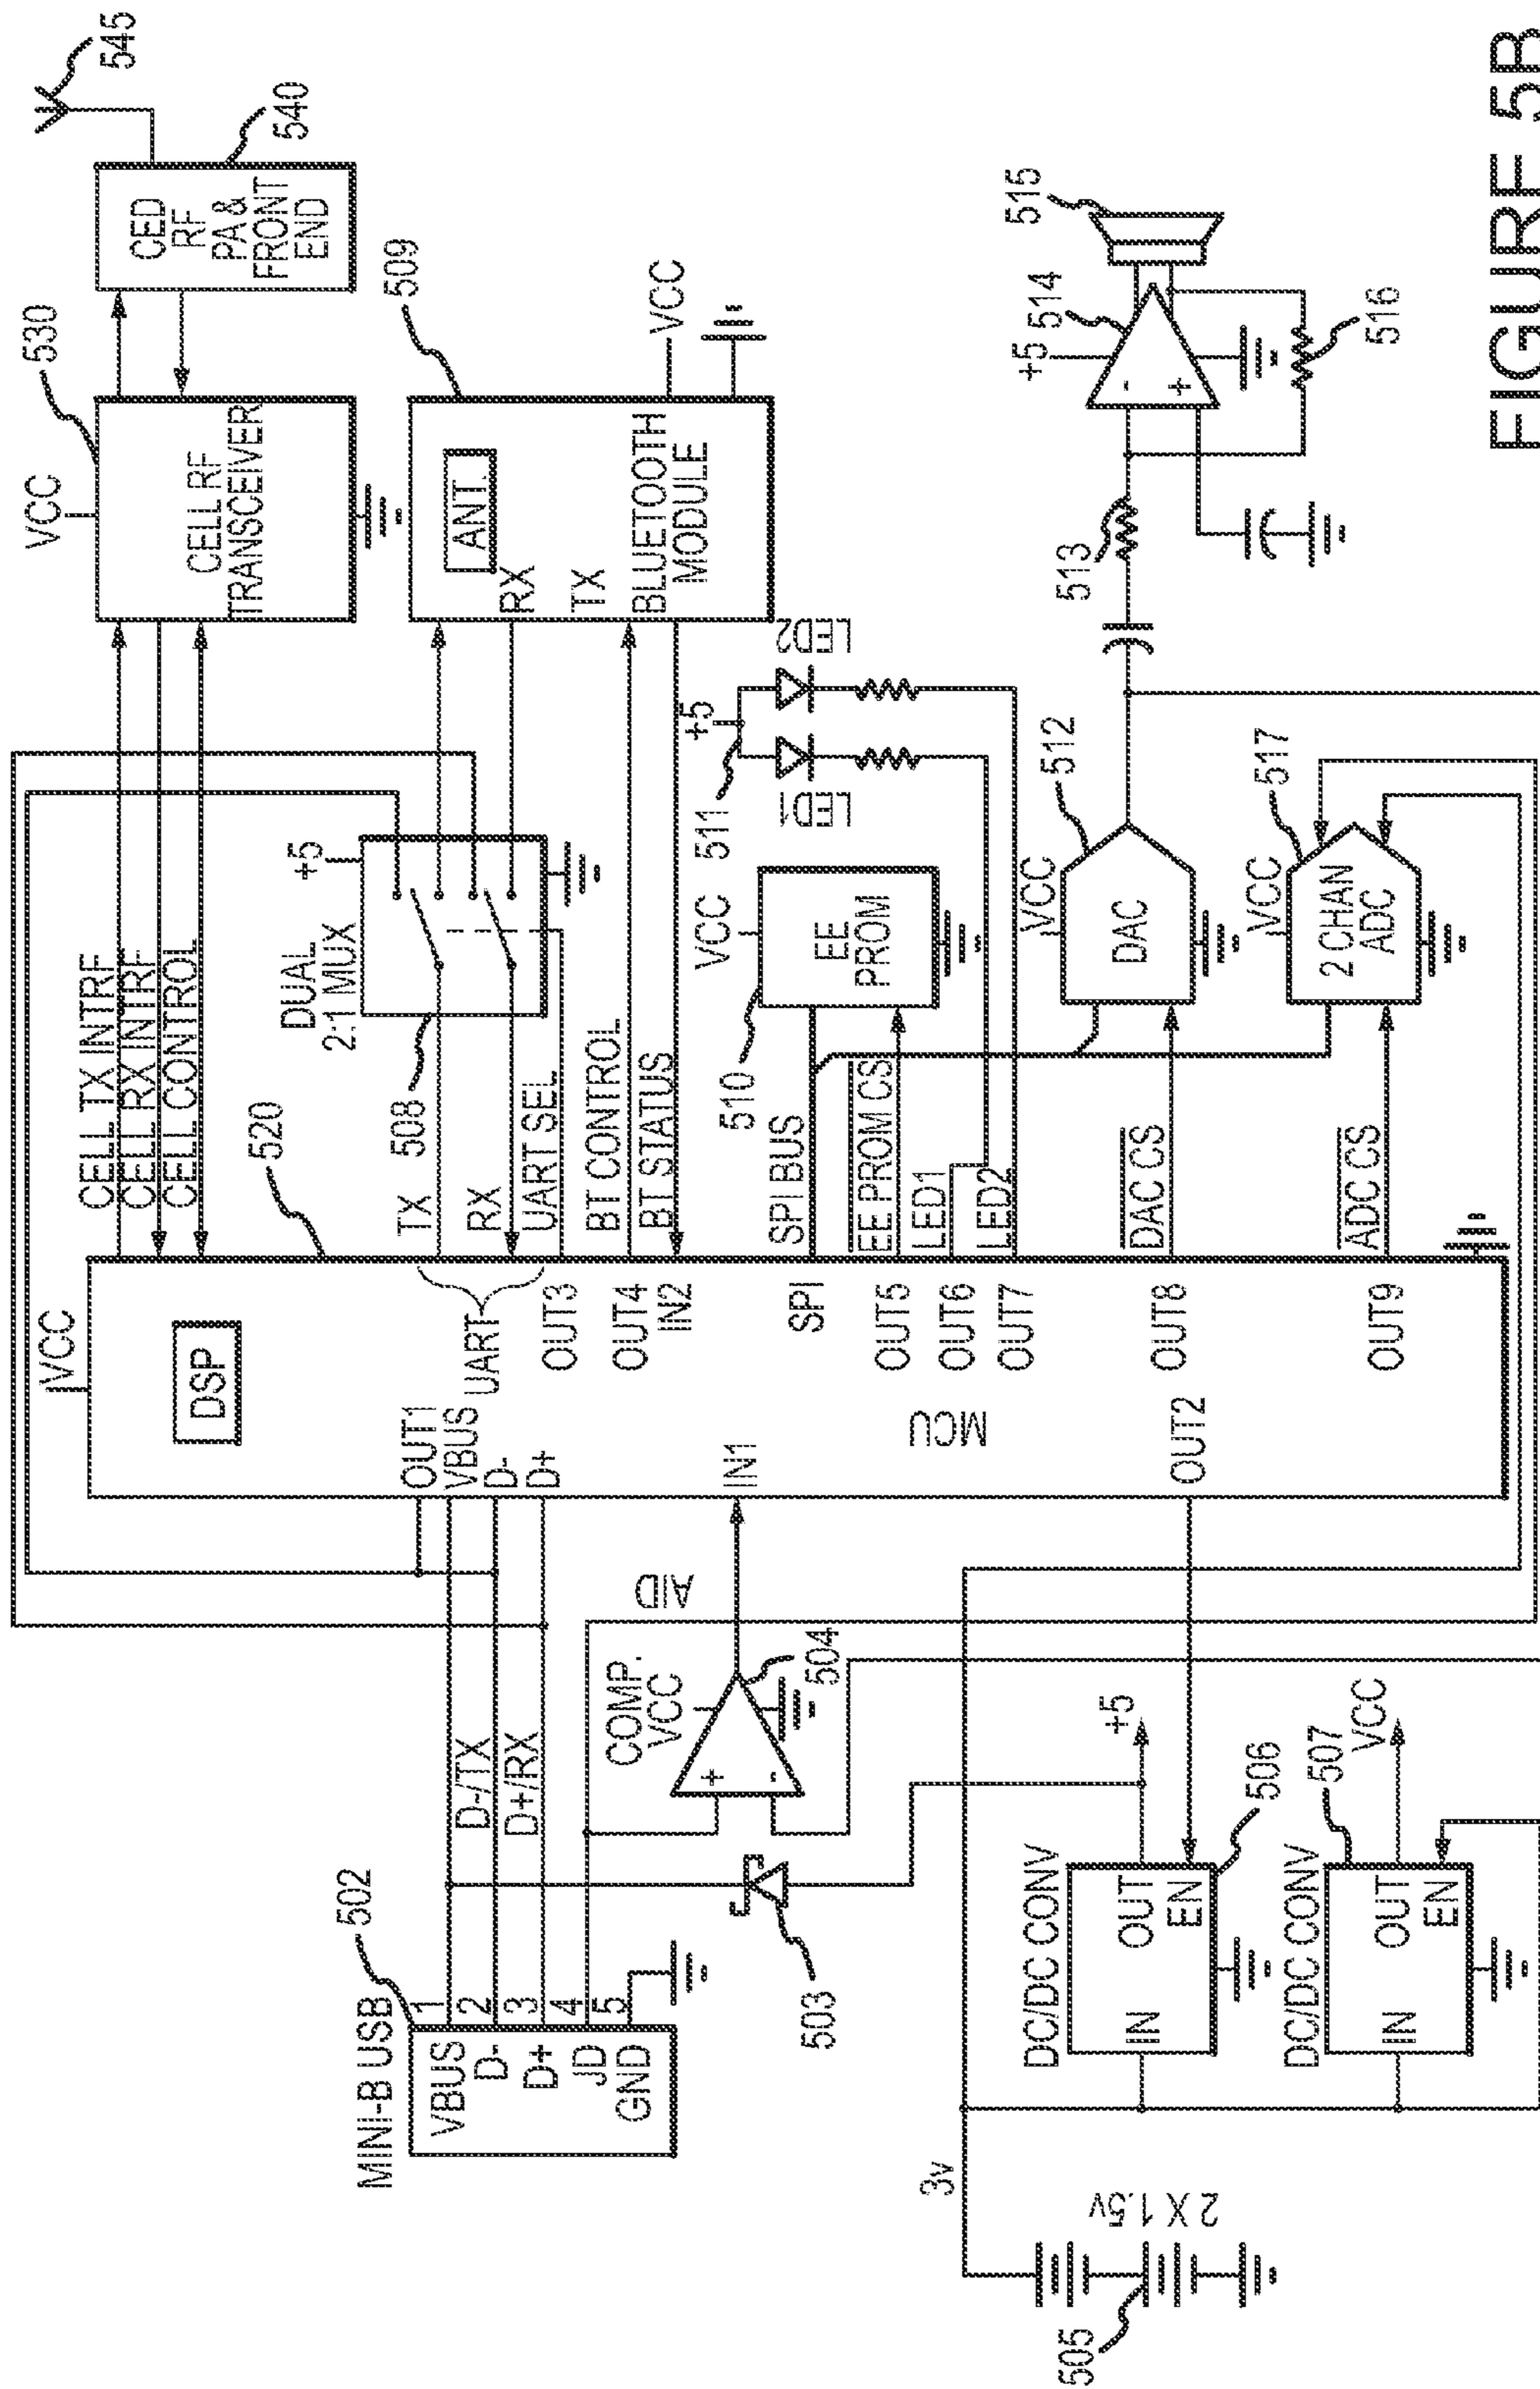 545
540
CED
RF
PA &
FRONT
END
530
VCC
CELL RF
TRANSCEIVER
CELL TX INTRF
CELL RX INTRF
CELL CONTROL
520
VCC
DSP
509
ANT.
RX
TX
BLUETOOTH
MODULE
VCC
DUAL
2:1 MUX
+5
508
TX
RX
UART SEL
BT CONTROL
BT STATUS
UART
OUT3
OUT4
IN2
SPI
OUT5
OUT6
OUT7
OUT8
OUT9
OUT1
VBUS
D-
D+
IN1
MCU
OUT2
SPI BUS
EE PROM CS
LED1
LED2
DAC CS
ADC CS
510
VCC
EE
PROM
511
+5
LED1
LED2
512
VCC
DAC
517
VCC
2 CHAN
ADC
513
+5
514
-
+
515
516
MINI-B USB
502
VBUS
D-
D+
JD
GND
1
2
3
4
5
D-/TX
D+/RX
COMP.
VCC
+
-
504
AID
503
3v
2 X 1.5v
505
DC/DC CONV
IN
OUT
EN
+5
506
DC/DC CONV
IN
OUT
EN
507
VCC
FIGURE 5B